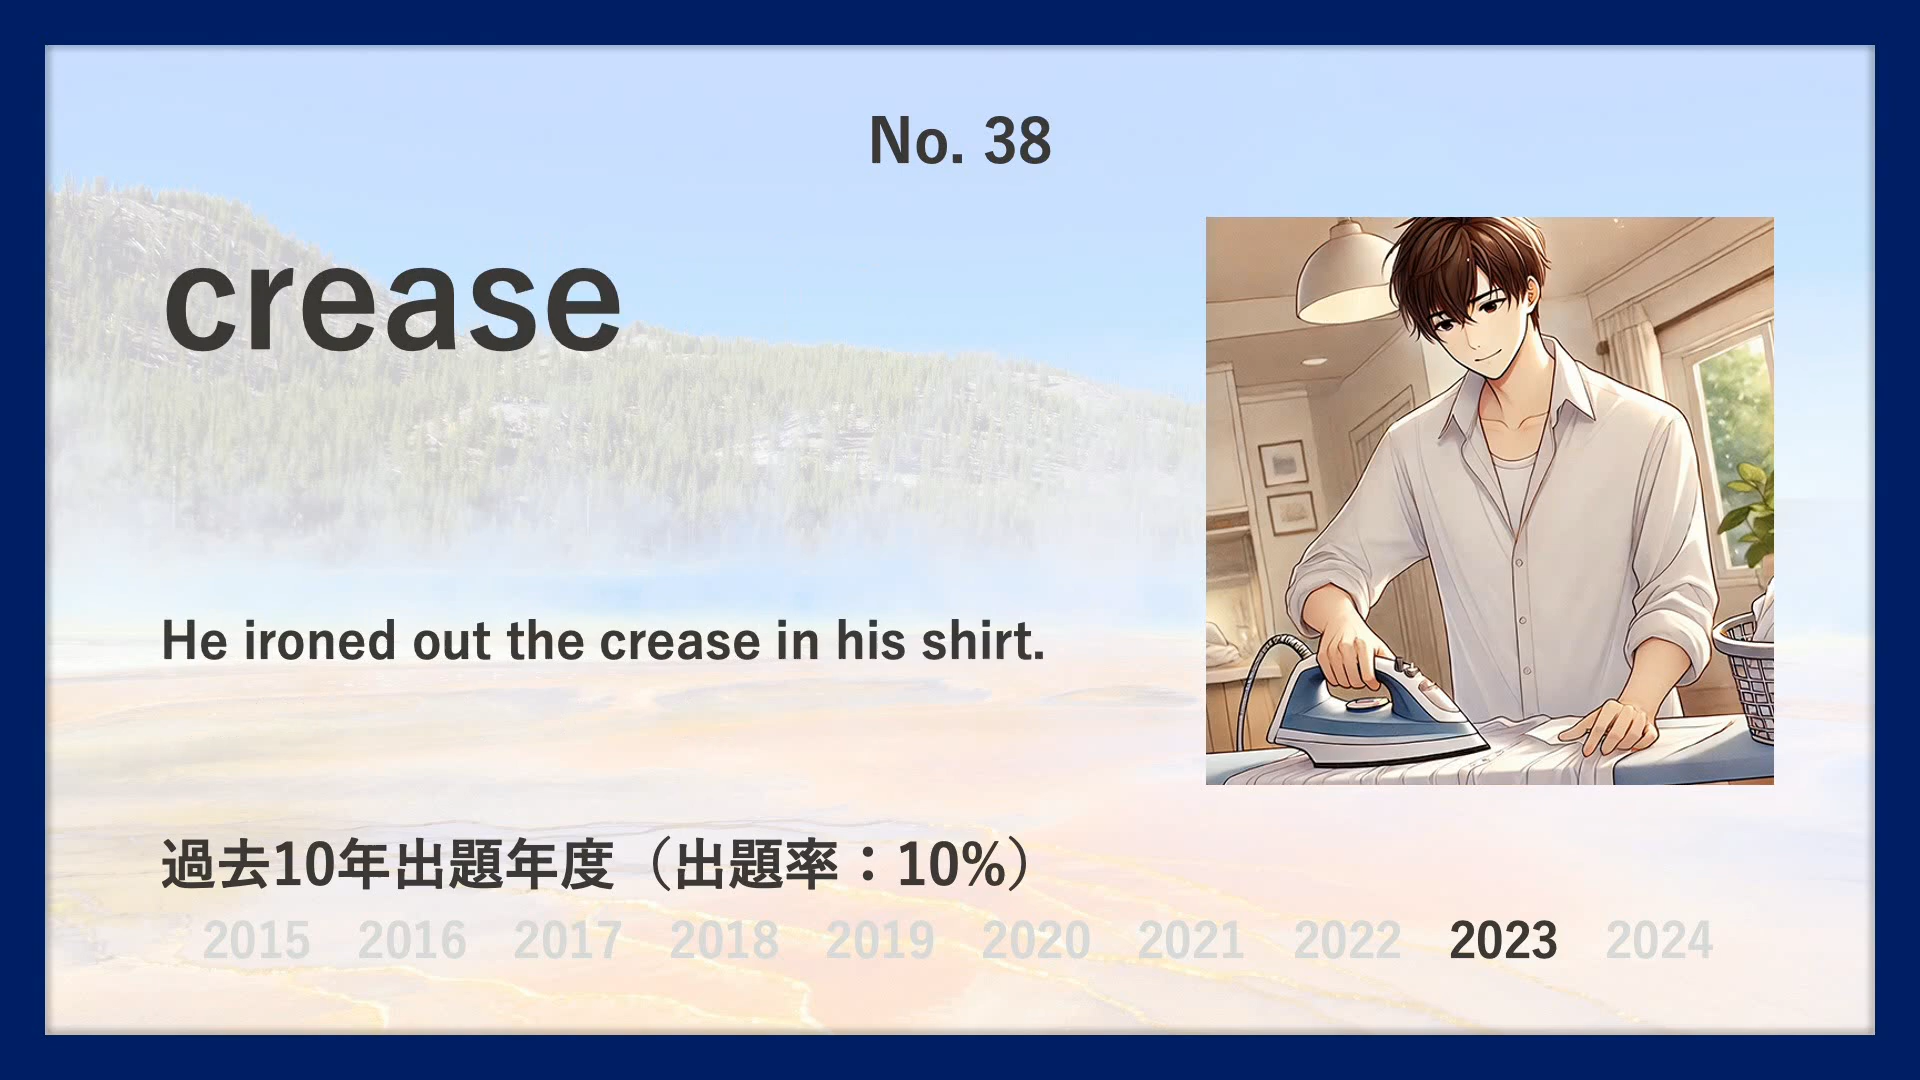 No. 38
crease
He ironed out the crease in his shirt.
過去10年出題年度（出題率：10%）
2015 2016 2017 2018 2019 2020 2021 2022 2023 2024